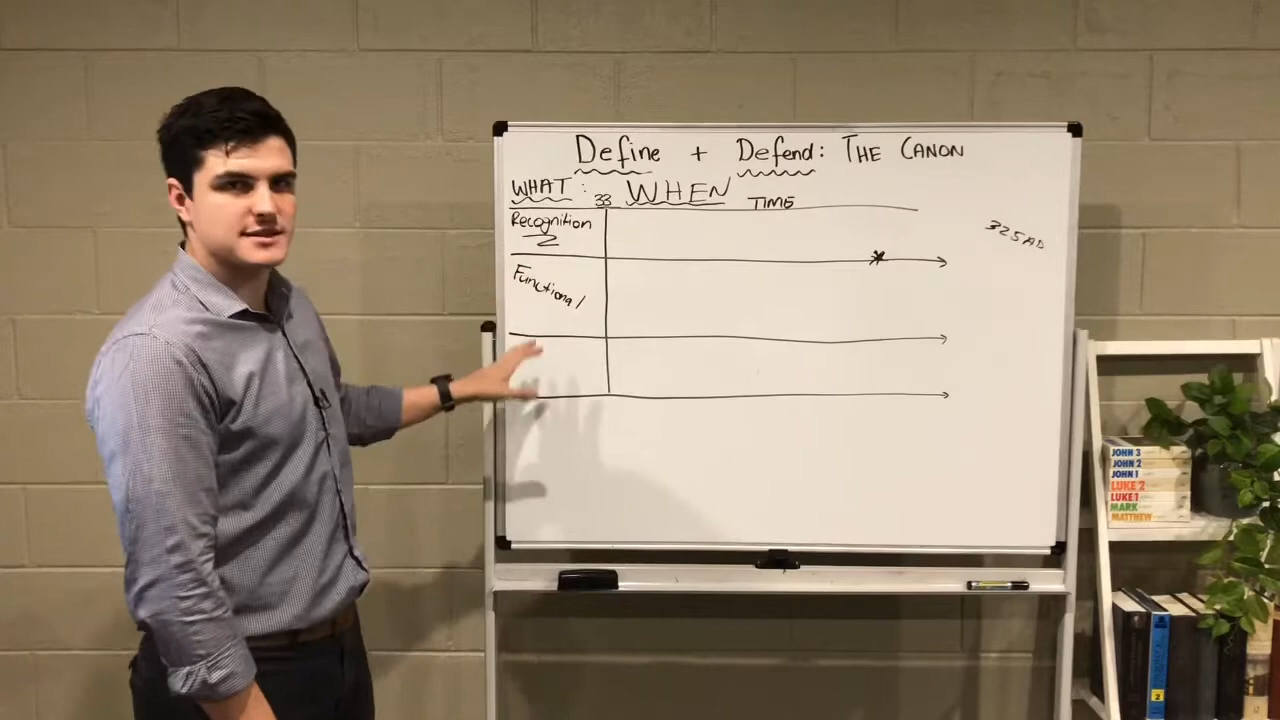 Define + Defend: THE CANON
WHAT: 33 WHEN TIME
Recognition
325AD
Functional
JOHN 3
JOHN 2
JOHN 1
LUKE 2
LUKE 1
MARK
MATTHEW
2